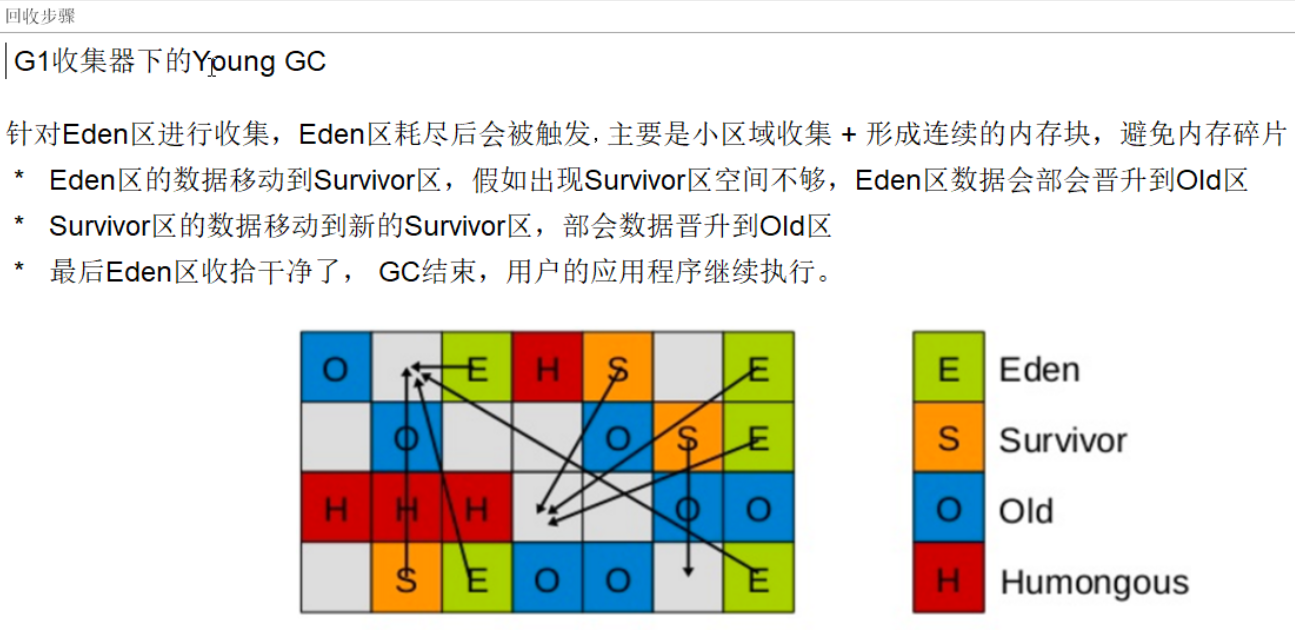 回收步骤
G1收集器下的Young GC
针对Eden区进行收集，Eden区耗尽后会被触发, 主要是小区域收集 + 形成连续的内存块，避免内存碎片
* Eden区的数据移动到Survivor区，假如出现Survivor区空间不够，Eden区数据会部会晋升到Old区
* Survivor区的数据移动到新的Survivor区，部会数据晋升到Old区
* 最后Eden区收拾干净了， GC结束，用户的应用程序继续执行。
O E H S E E Eden
O O S E S Survivor
H H H O O O Old
S E O O E H Humongous